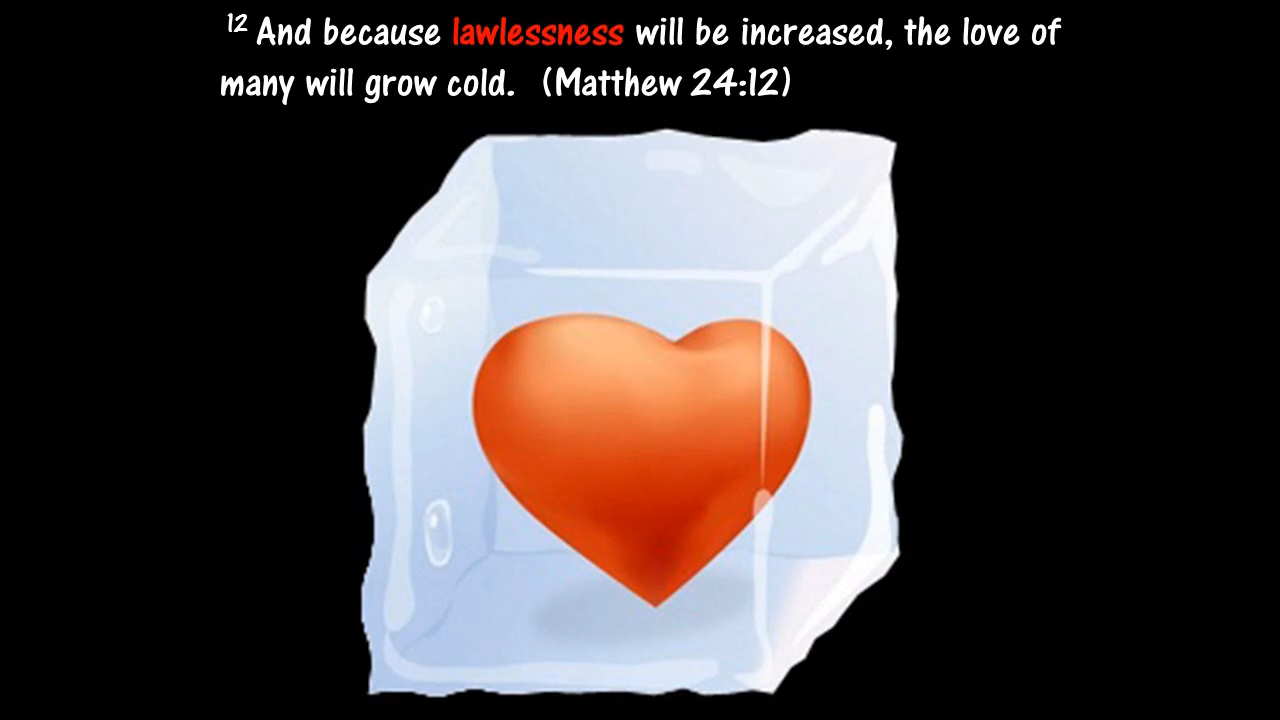 12 And because lawlessness will be increased, the love of
many will grow cold. (Matthew 24:12)